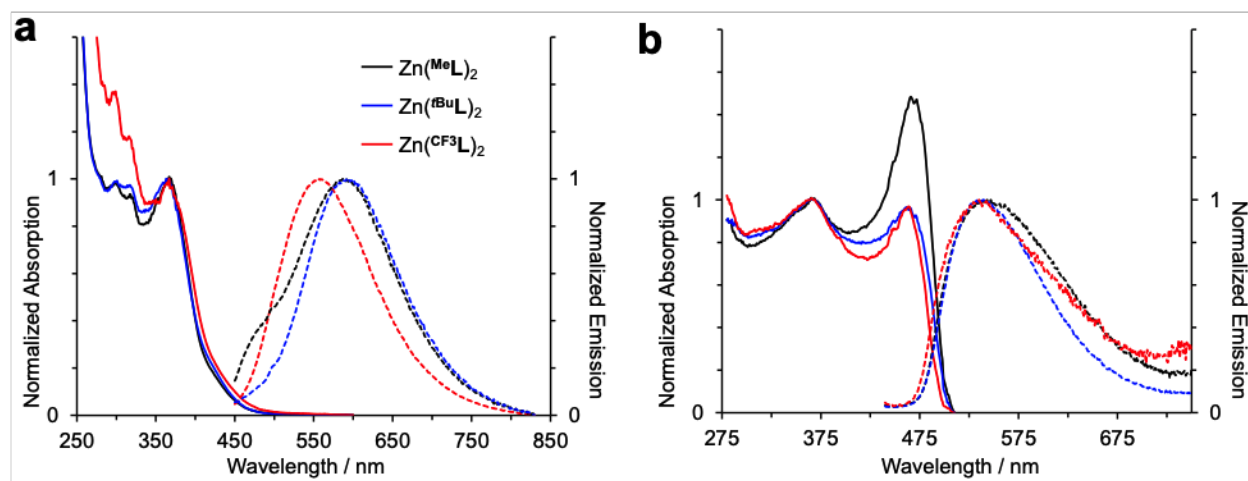 a
Normalized Absorption
1
0
Zn(ᴹᵉL)₂
Zn(ᵗᴮᵘL)₂
Zn(ᶜᶠ³L)₂
1
0
Normalized Emission
250 350 450 550 650 750 850
Wavelength / nm
b
Normalized Absorption
1
0
1
0
Normalized Emission
275 375 475 575 675
Wavelength / nm